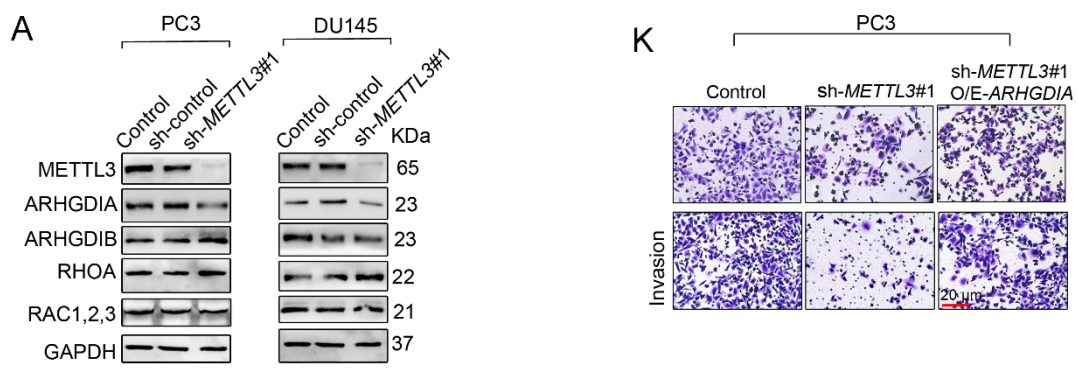 A
PC3
DU145
Control
sh-control
sh-METTL3#1
Control
sh-control
sh-METTL3#1
KDa
METTL3
65
ARHGDIA
23
ARHGDIB
23
RHOA
22
RAC1,2,3
21
GAPDH
37
K
PC3
Control
sh-METTL3#1
sh-METTL3#1
O/E-ARHGDIA
Invasion
20 μm